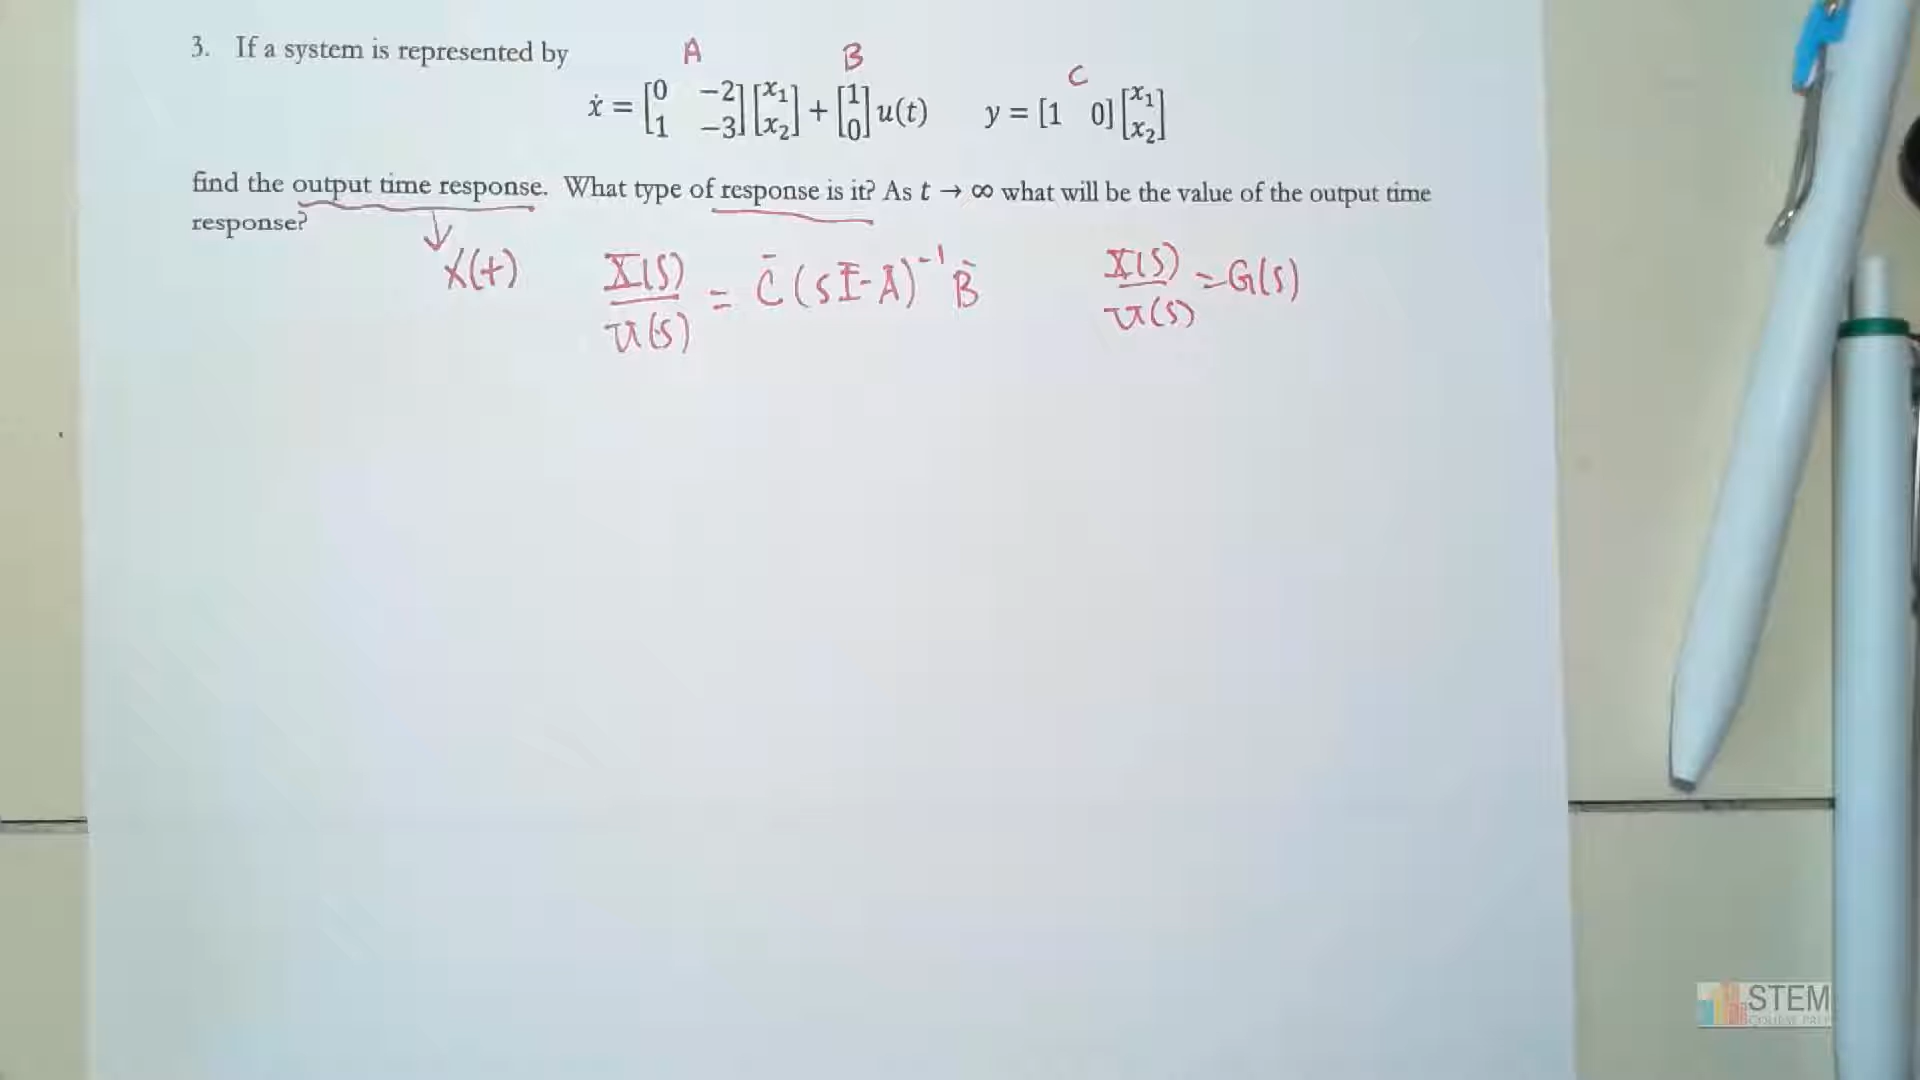 3. If a system is represented by
A B C
ẋ = [0 −2 1 −3] [x₁ x₂] + [1 0] u(t) y = [1 0] [x₁ x₂]
find the output time response. What type of response is it? As t → ∞ what will be the value of the output time
response?
X(t) X(s)/U(s) = C̄(sI-Ā)⁻¹B̄ X(s)/U(s) = G(s)
STEM
COURSE PREP